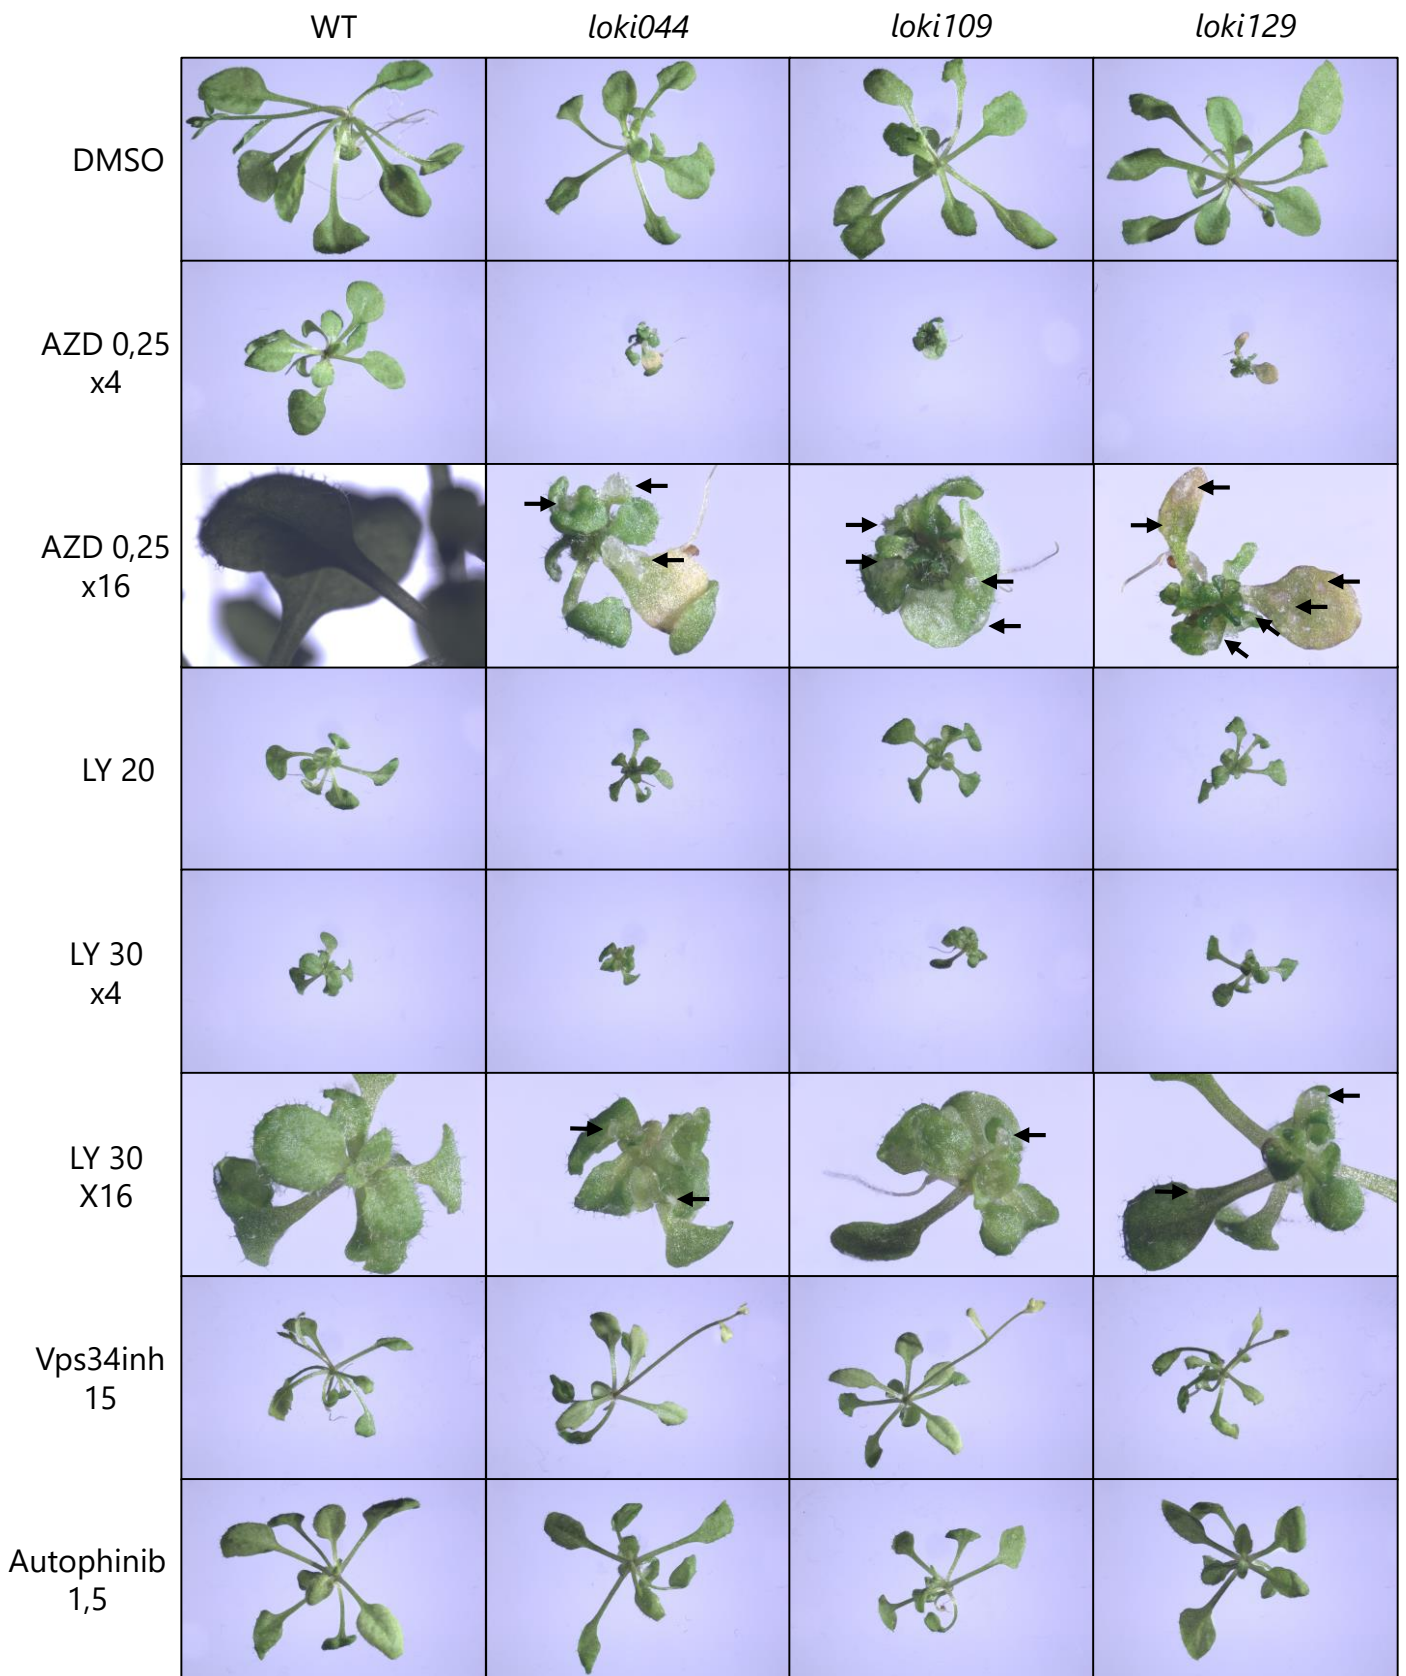 WT loki044 loki109 loki129
DMSO
AZD 0,25
x4
AZD 0,25
x16
LY 20
LY 30
x4
LY 30
X16
Vps34inh
15
Autophinib
1,5